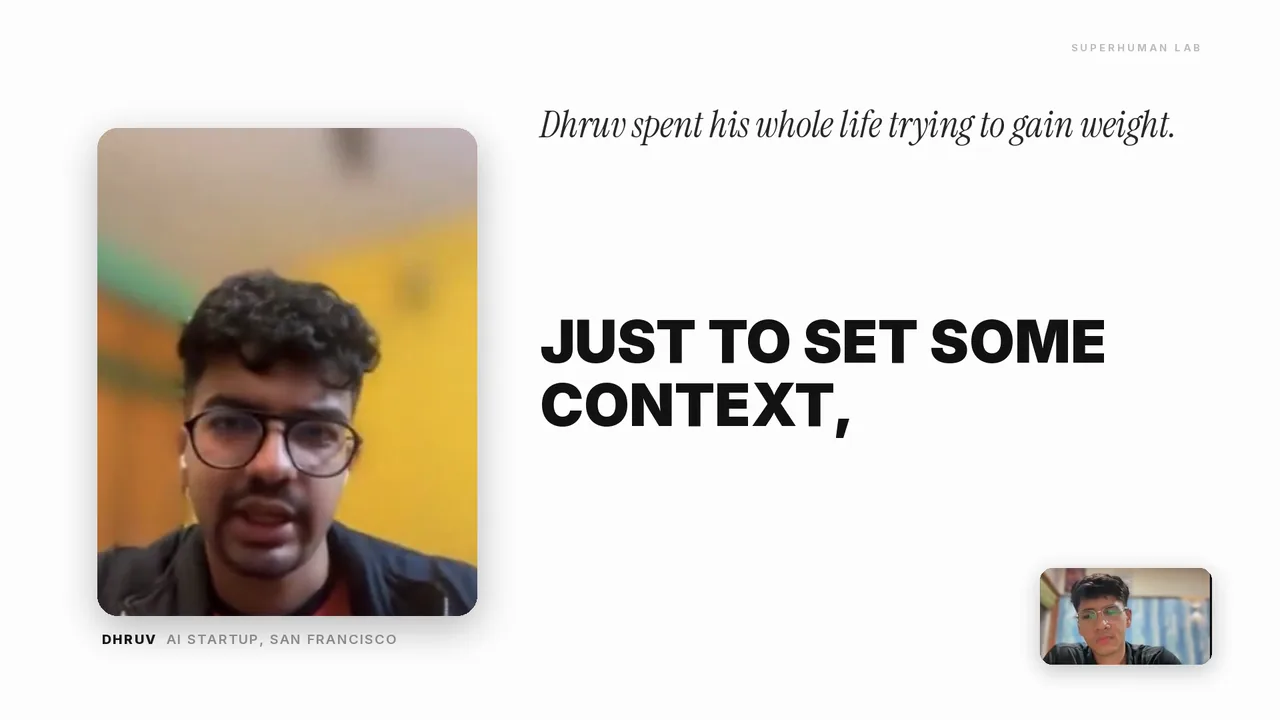 SUPERHUMAN LAB
Dhruv spent his whole life trying to gain weight.
JUST TO SET SOME
CONTEXT,
DHRUV AI STARTUP, SAN FRANCISCO